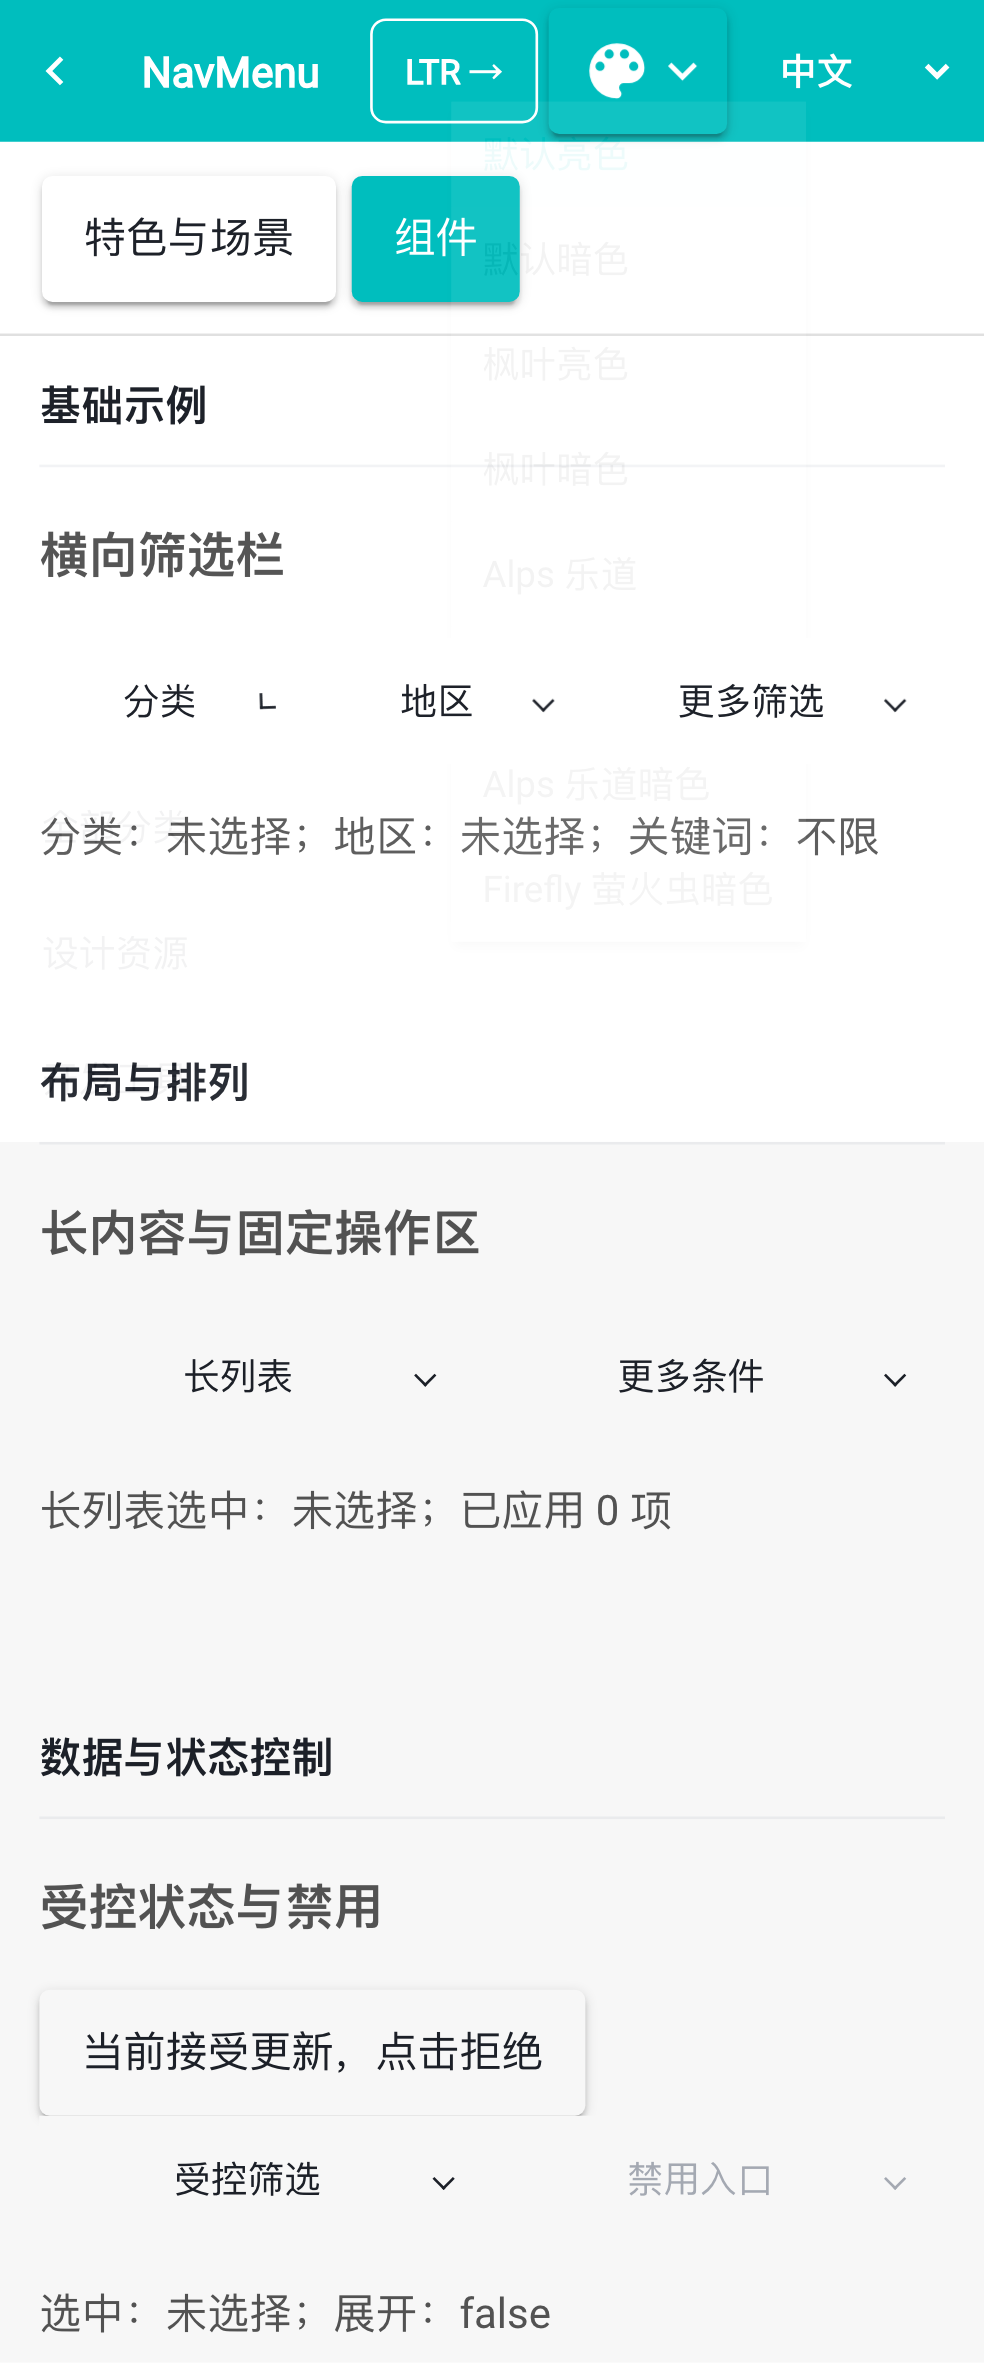 NavMenu
LTR→
中文
默认亮色
特色与场景
组件
默认暗色
枫叶亮色
基础示例
枫叶暗色
横向筛选栏
Alps 乐道
分类
地区
更多筛选
Alps 乐道暗色
全部分类
分类：未选择；地区：未选择；关键词：不限
Firefly 萤火虫暗色
设计资源
布局与排列
长内容与固定操作区
长列表
更多条件
长列表选中：未选择；已应用 0 项
数据与状态控制
受控状态与禁用
当前接受更新，点击拒绝
受控筛选
禁用入口
选中：未选择；展开：false